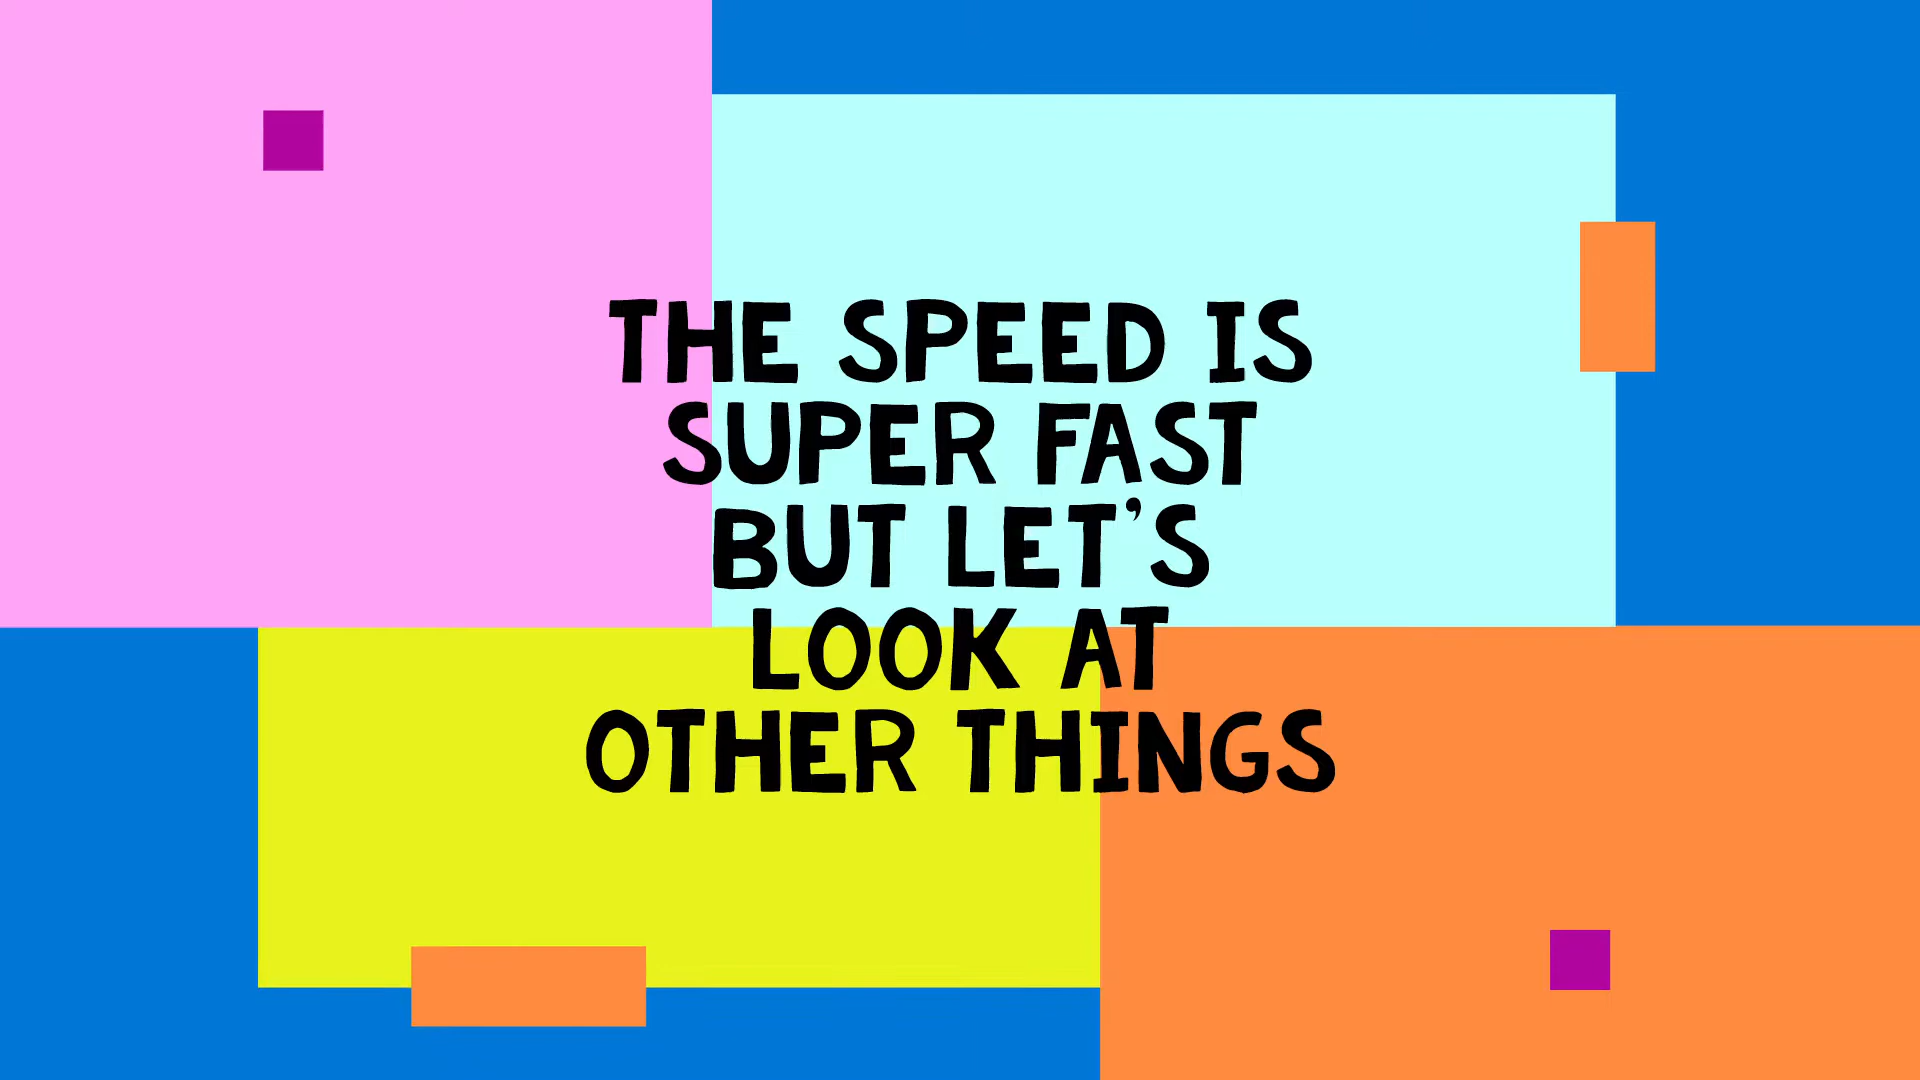 THE SPEED IS
SUPER FAST
BUT LET'S
LOOK AT
OTHER THINGS